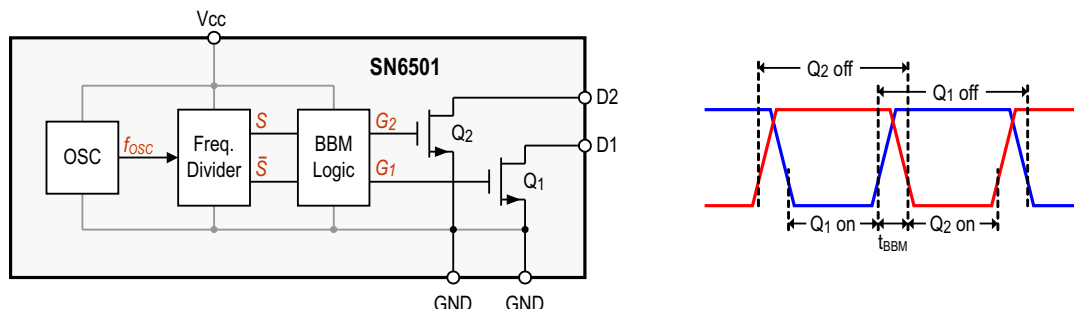 Vcc
SN6501
OSC
fOSC
Freq.
Divider
S
S̄
BBM
Logic
G2
G1
Q2
Q1
D2
D1
GND
GND
Q2 off
Q1 off
Q1 on
tBBM
Q2 on